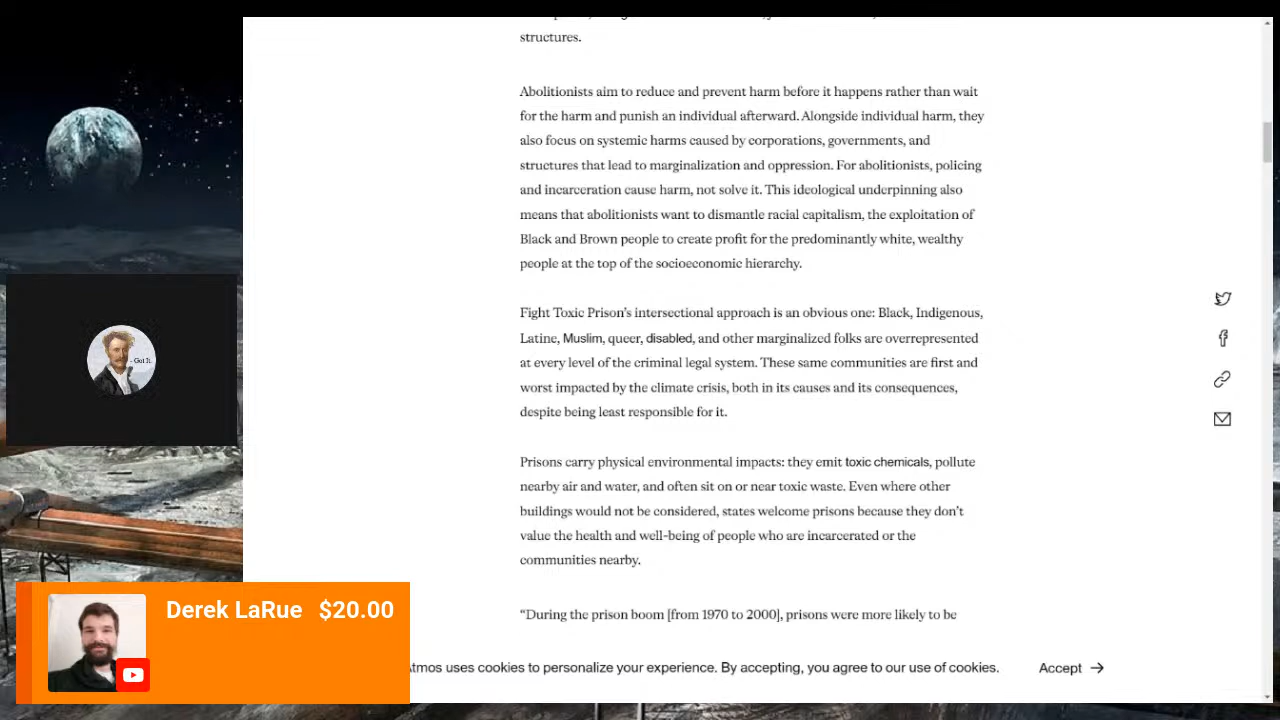 structures.
Abolitionists aim to reduce and prevent harm before it happens rather than wait
for the harm and punish an individual afterward. Alongside individual harm, they
also focus on systemic harms caused by corporations, governments, and
structures that lead to marginalization and oppression. For abolitionists, policing
and incarceration cause harm, not solve it. This ideological underpinning also
means that abolitionists want to dismantle racial capitalism, the exploitation of
Black and Brown people to create profit for the predominantly white, wealthy
people at the top of the socioeconomic hierarchy.
Fight Toxic Prison's intersectional approach is an obvious one: Black, Indigenous,
Latine, Muslim, queer, disabled, and other marginalized folks are overrepresented
at every level of the criminal legal system. These same communities are first and
worst impacted by the climate crisis, both in its causes and its consequences,
despite being least responsible for it.
- Got It.
Prisons carry physical environmental impacts: they emit toxic chemicals, pollute
nearby air and water, and often sit on or near toxic waste. Even where other
buildings would not be considered, states welcome prisons because they don't
value the health and well-being of people who are incarcerated or the
communities nearby.
"During the prison boom [from 1970 to 2000], prisons were more likely to be
Derek LaRue $20.00
Atmos uses cookies to personalize your experience. By accepting, you agree to our use of cookies.
Accept →